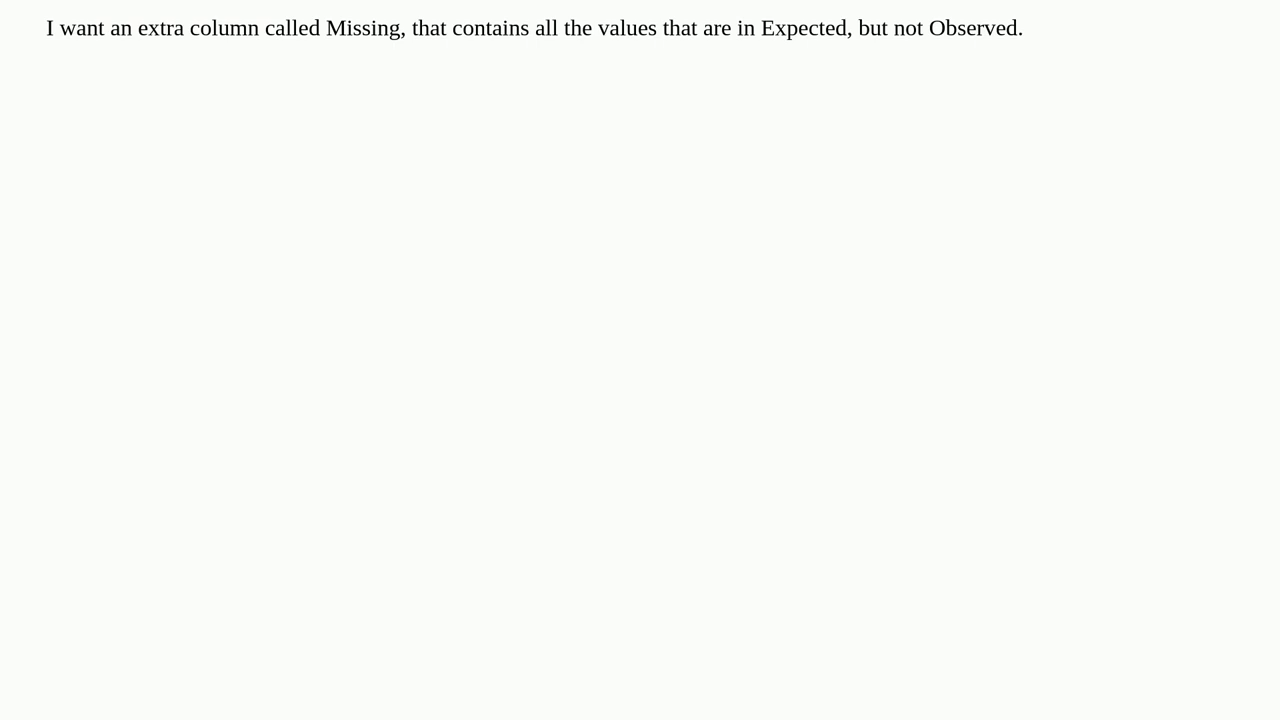 I want an extra column called Missing, that contains all the values that are in Expected, but not Observed.